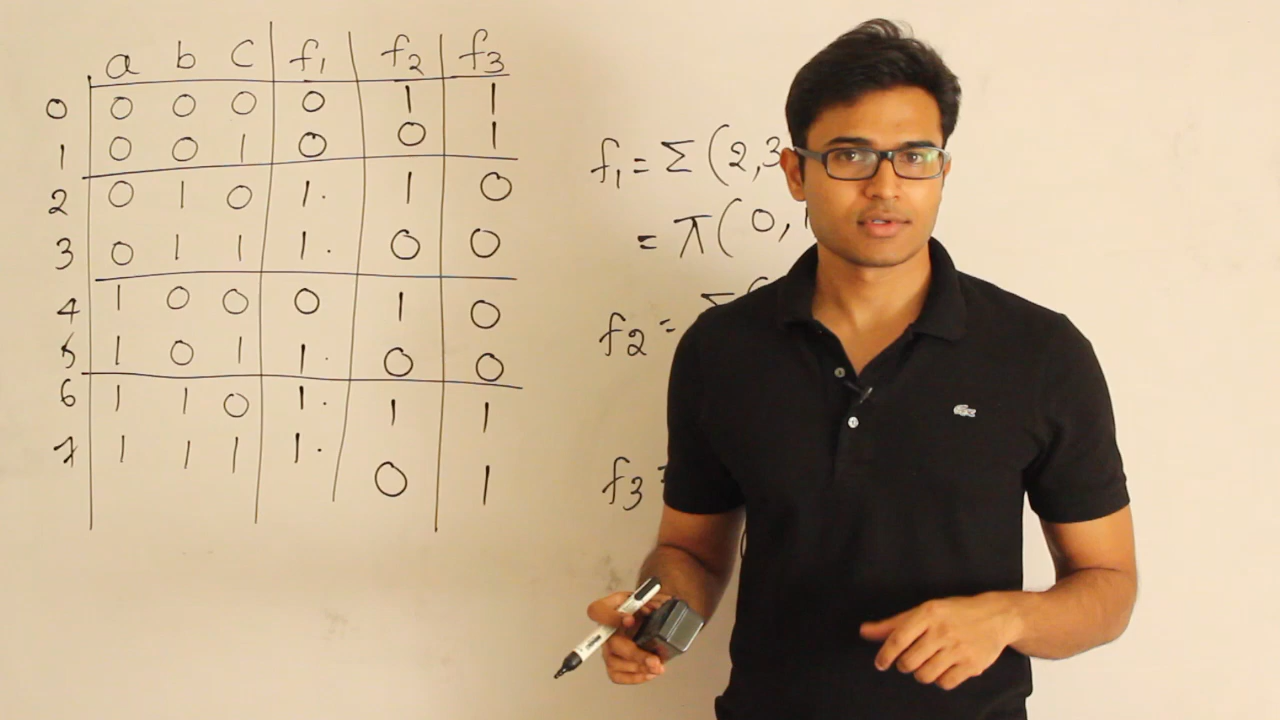 a b c f₁ f₂ f₃
0 0 0 0 0 1 1
1 0 0 1 0 0 1
2 0 1 0 1. 1 0
3 0 1 1 1. 0 0
4 1 0 0 0 1 0
5 1 0 1 1. 0 0
6 1 1 0 1. 1 1
7 1 1 1 1. 0 1
f₁ = Σ(2,3
= π(0,
f₂ = Σ(
f₃ =